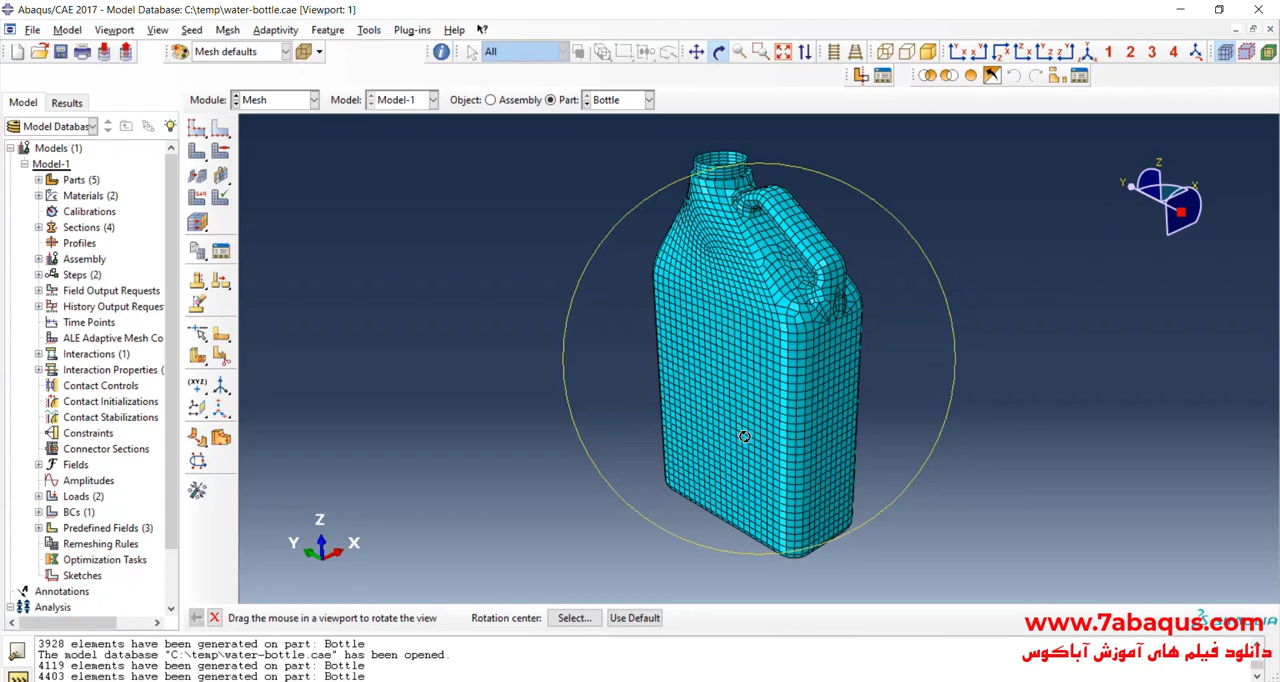 Abaqus/CAE 2017 - Model Database: C:\temp\water-bottle.cae [Viewport: 1]
File Model Viewport View Seed Mesh Adaptivity Feature Tools Plug-ins Help
Mesh defaults All 1 2 3 4
Model Results Module: Mesh Model: Model-1 Object: Assembly Part: Bottle
Model Databas
Models (1)
Model-1
Parts (5)
Materials (2)
Calibrations
Sections (4)
Profiles
Assembly
Steps (2)
Field Output Reques
History Output Reques
Time Points
ALE Adaptive Mesh Co
Interactions (1)
Interaction Properties (
Contact Controls
Contact Initializations
Contact Stabilizations
Constraints
Connector Sections
Fields
Amplitudes
Loads (2)
BCs (1)
Predefined Fields (3)
Remeshing Rules
Optimization Tasks
Sketches
Annotations
Analysis
Z
Y X
Z
Y X
Drag the mouse in a viewport to rotate the view Rotation center: Select... Use Default
www.7abaqus.com
دانلود فیلم های آموزش آباکوس
3928 elements have been generated on part: Bottle
The model database "C:\temp\water-bottle.cae" has been opened.
4119 elements have been generated on part: Bottle
4403 elements have been generated on part: Bottle